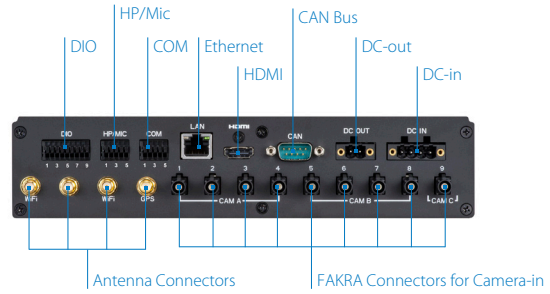 HP/Mic
CAN Bus
DIO
COM
Ethernet
DC-out
HDMI
DC-in
LAN
HDMI
DIO
HP/MIC
COM
CAN
DC OUT
DC IN
1 3 5 7 9
1 3 5
1 3 5
1 2 3 4 5 6 7 8 9
WiFi
WiFi
GPS
CAM A
CAM B
CAM C
Antenna Connectors
FAKRA Connectors for Camera-in